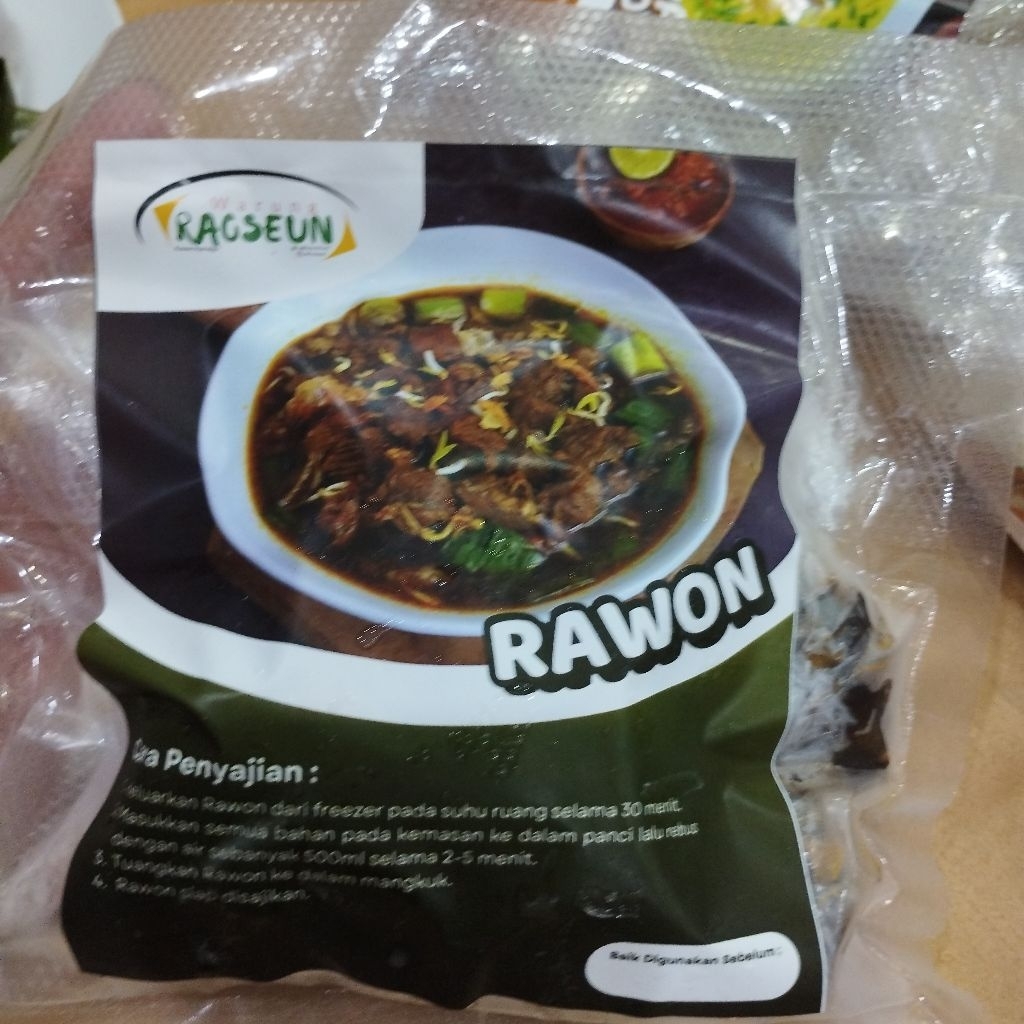 Warung
RAOSEUN
RAWON
Cara Penyajian :
Keluarkan Rawon dari freezer pada suhu ruang selama 30 menit.
Masukkan semua bahan pada kemasan ke dalam panci lalu rebus
dengan air sebanyak 500ml selama 2-5 menit.
3. Tuangkan Rawon ke dalam mangkuk.
4. Rawon siap disajikan.
Baik Digunakan Sebelum :